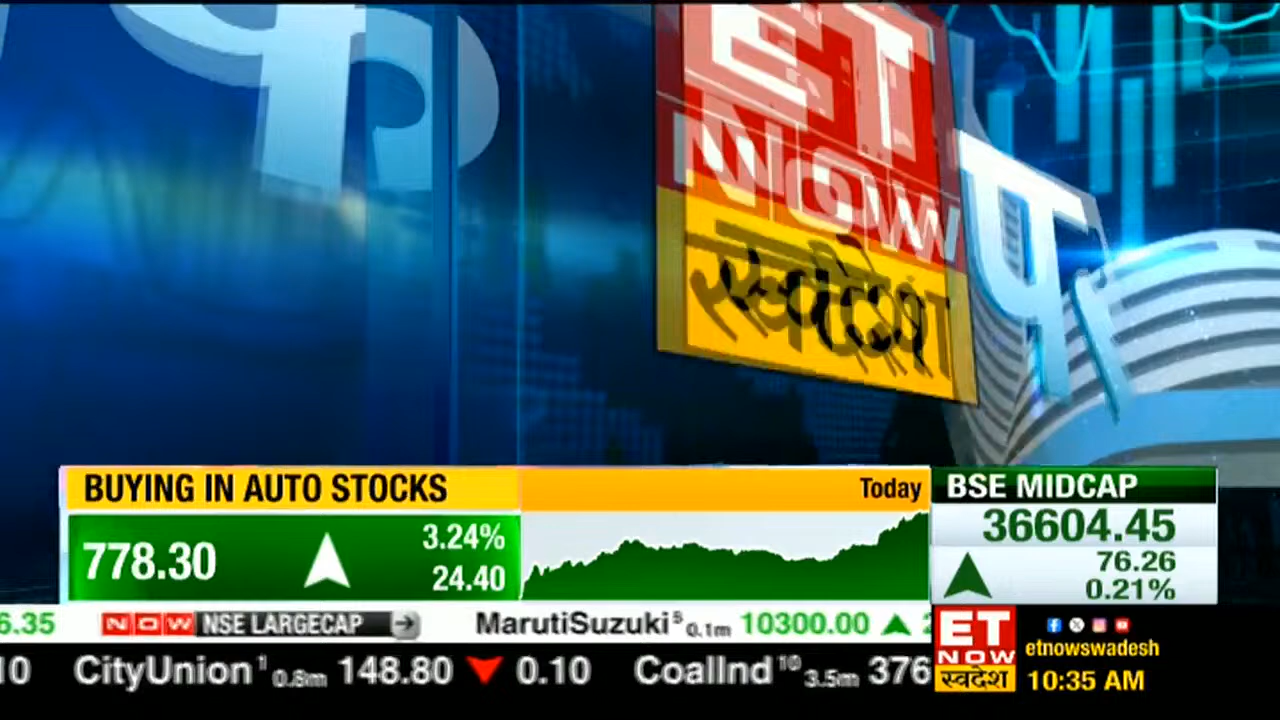 प
ET
NOW
स्वदेश
पर
BUYING IN AUTO STOCKS
Today
778.30
3.24%
24.40
BSE MIDCAP
36604.45
76.26
0.21%
6.35 NOW NSE LARGECAP MarutiSuzuki 5 0.1m 10300.00
10 CityUnion 1 0.8m 148.80 0.10 CoalInd 10 3.5m 376
ET
NOW
स्वदेश
etnowswadesh
10:35 AM